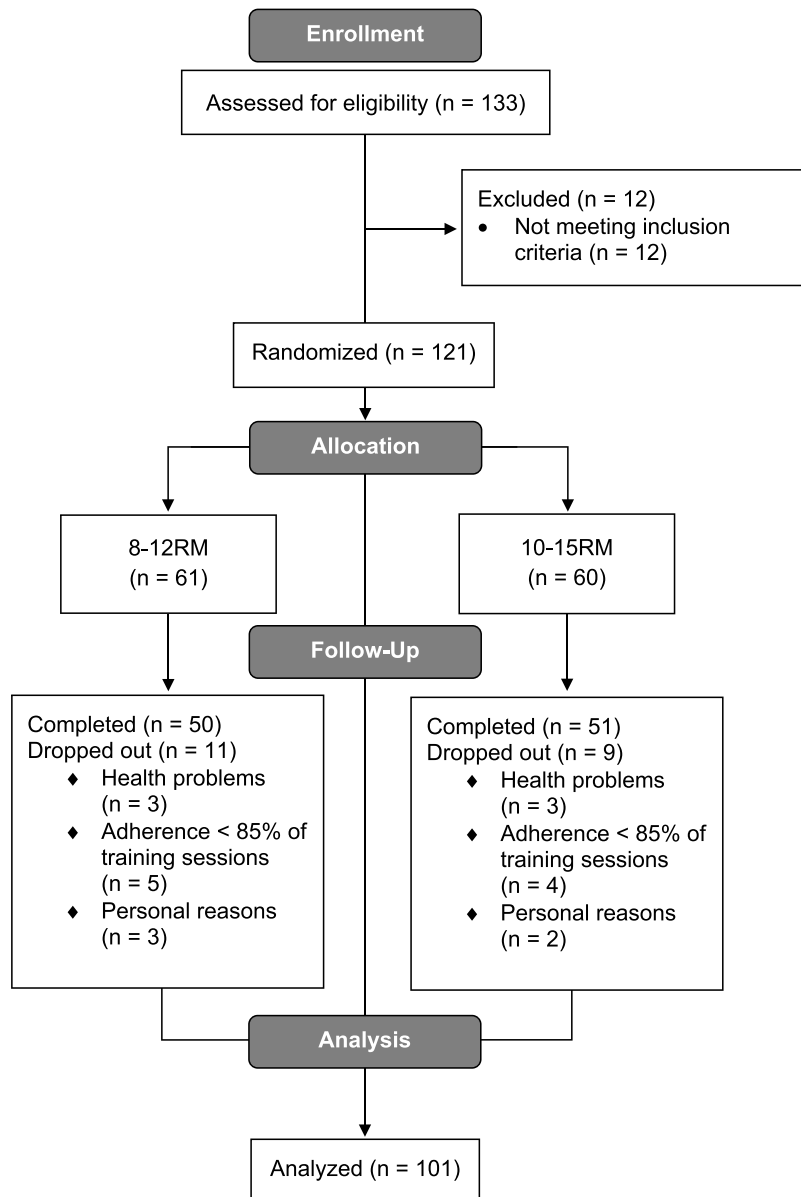 Enrollment
Assessed for eligibility (n = 133)
Excluded (n = 12)
• Not meeting inclusion
criteria (n = 12)
Randomized (n = 121)
Allocation
8-12RM
(n = 61)
10-15RM
(n = 60)
Follow-Up
Completed (n = 50)
Dropped out (n = 11)
♦ Health problems
(n = 3)
♦ Adherence < 85% of
training sessions
(n = 5)
♦ Personal reasons
(n = 3)
Completed (n = 51)
Dropped out (n = 9)
♦ Health problems
(n = 3)
♦ Adherence < 85% of
training sessions
(n = 4)
♦ Personal reasons
(n = 2)
Analysis
Analyzed (n = 101)